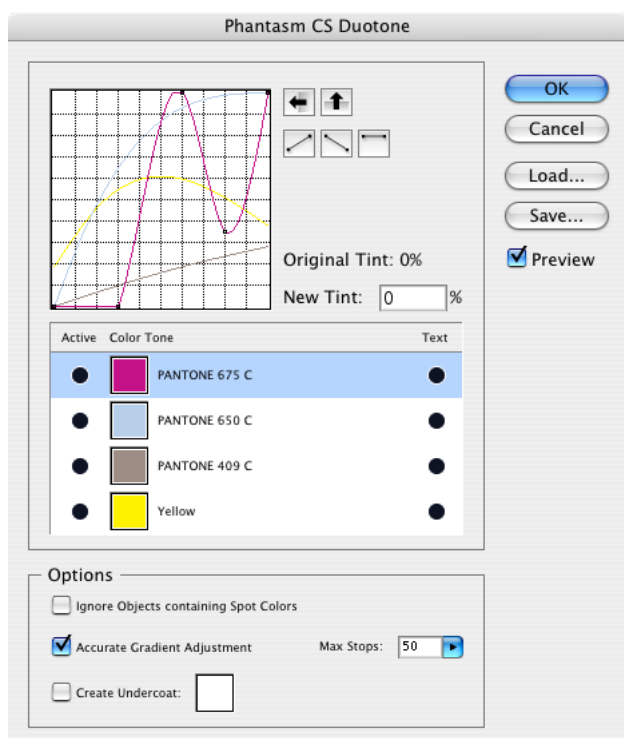 Phantasm CS Duotone
OK
Cancel
Load...
Save...
Preview
Original Tint: 0%
New Tint: 0 %
Active Color Tone Text
PANTONE 675 C
PANTONE 650 C
PANTONE 409 C
Yellow
Options
Ignore Objects containing Spot Colors
Accurate Gradient Adjustment Max Stops: 50
Create Undercoat: